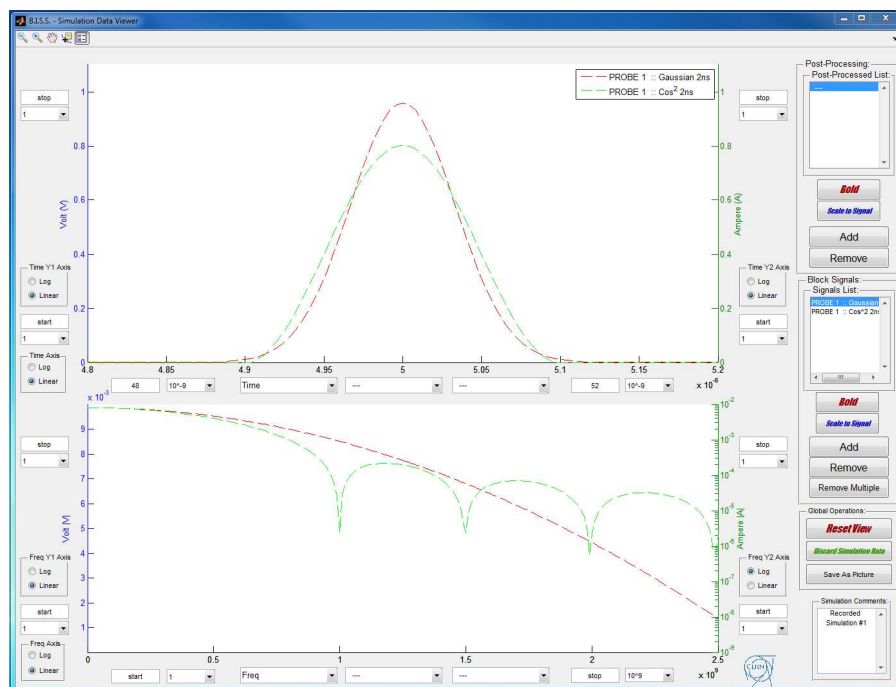 B.I.S.S. - Simulation Data Viewer
PROBE 1 :: Gaussian 2ns
PROBE 1 :: Cos^2 2ns
stop
1
1
0.8
0.6
0.4
0.2
0
Volt (V)
Time Y1 Axis
Log
Linear
start
1
Time Axis
Log
Linear
4.8
4.85
4.9
4.95
5
5.05
5.1
5.15
5.2
x 10^-8
1
0.8
0.6
0.4
0.2
0
Ampere (A)
stop
1
Time Y2 Axis
Log
Linear
start
1
48
10^-9
Time
---
---
52
10^-9
x 10^-3
9
8
7
6
5
4
3
2
1
Volt (V)
stop
1
Freq Y1 Axis
Log
Linear
start
1
Freq Axis
Log
Linear
0
0.5
1
1.5
2
2.5
x 10^9
10^-2
10^-3
10^-4
10^-5
10^-6
10^-7
10^-8
10^-9
Ampere (A)
stop
1
Freq Y2 Axis
Log
Linear
start
1
start
1
Freq
---
---
stop
10^9
Post-Processing:
Post-Processed List:
---
Bold
Scale to Signal
Add
Remove
Block Signals:
Signals List:
PROBE 1 :: Gaussian
PROBE 1 :: Cos^2 2ns
Bold
Scale to Signal
Add
Remove
Remove Multiple
Global Operations:
Reset View
Discard Simulation Data
Save As Picture
Simulation Comments:
Recorded
Simulation #1